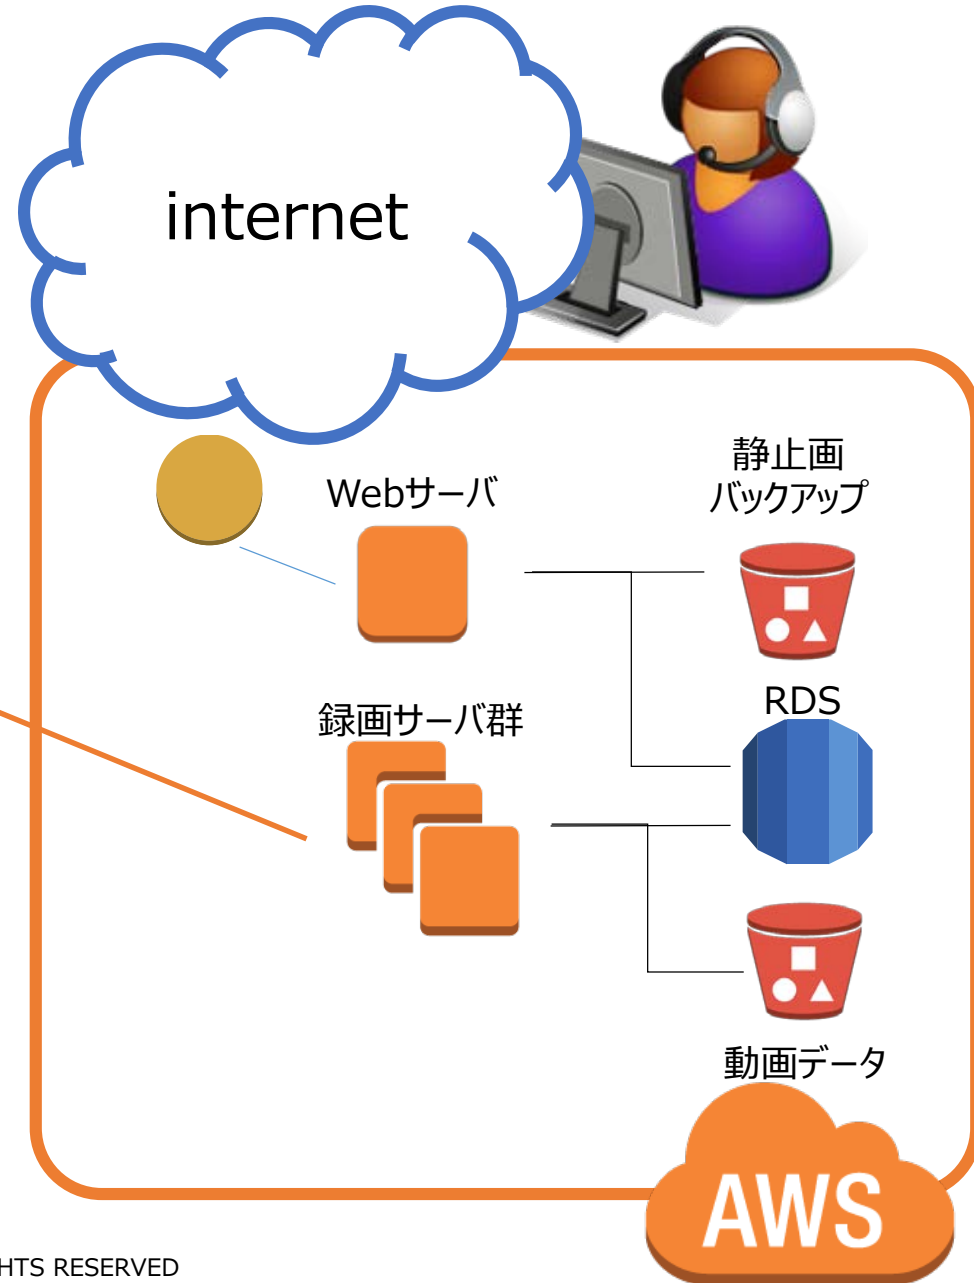 internet
静止画
バックアップ
Webサーバ
RDS
録画サーバ群
動画データ
AWS
HTS RESERVED